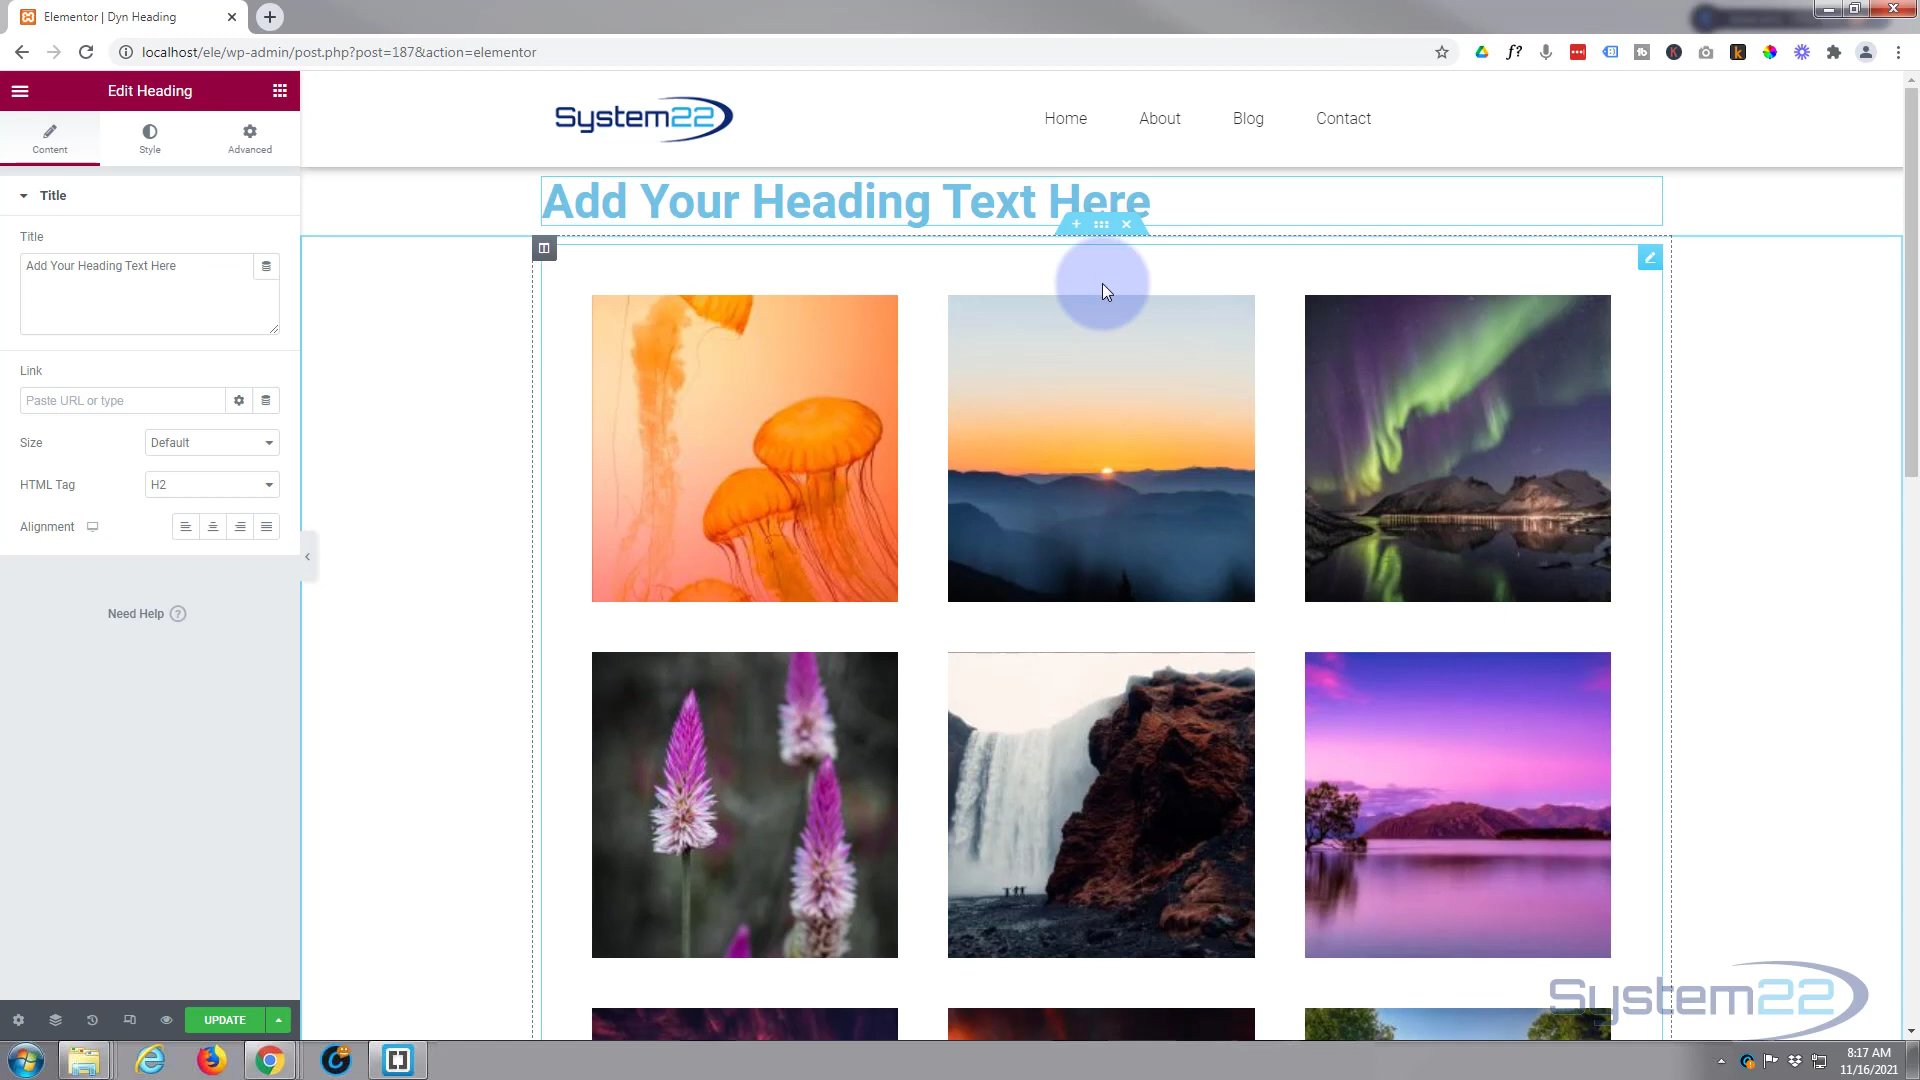 Elementor | Dyn Heading
localhost/ele/wp-admin/post.php?post=187&action=elementor
Edit Heading
Content
Style
Advanced
Title
Title
Add Your Heading Text Here
Link
Paste URL or type
Size
Default
HTML Tag
H2
Alignment
Need Help ?
UPDATE
System22
Home
About
Blog
Contact
Add Your Heading Text Here
System22
8:17 AM
11/16/2021